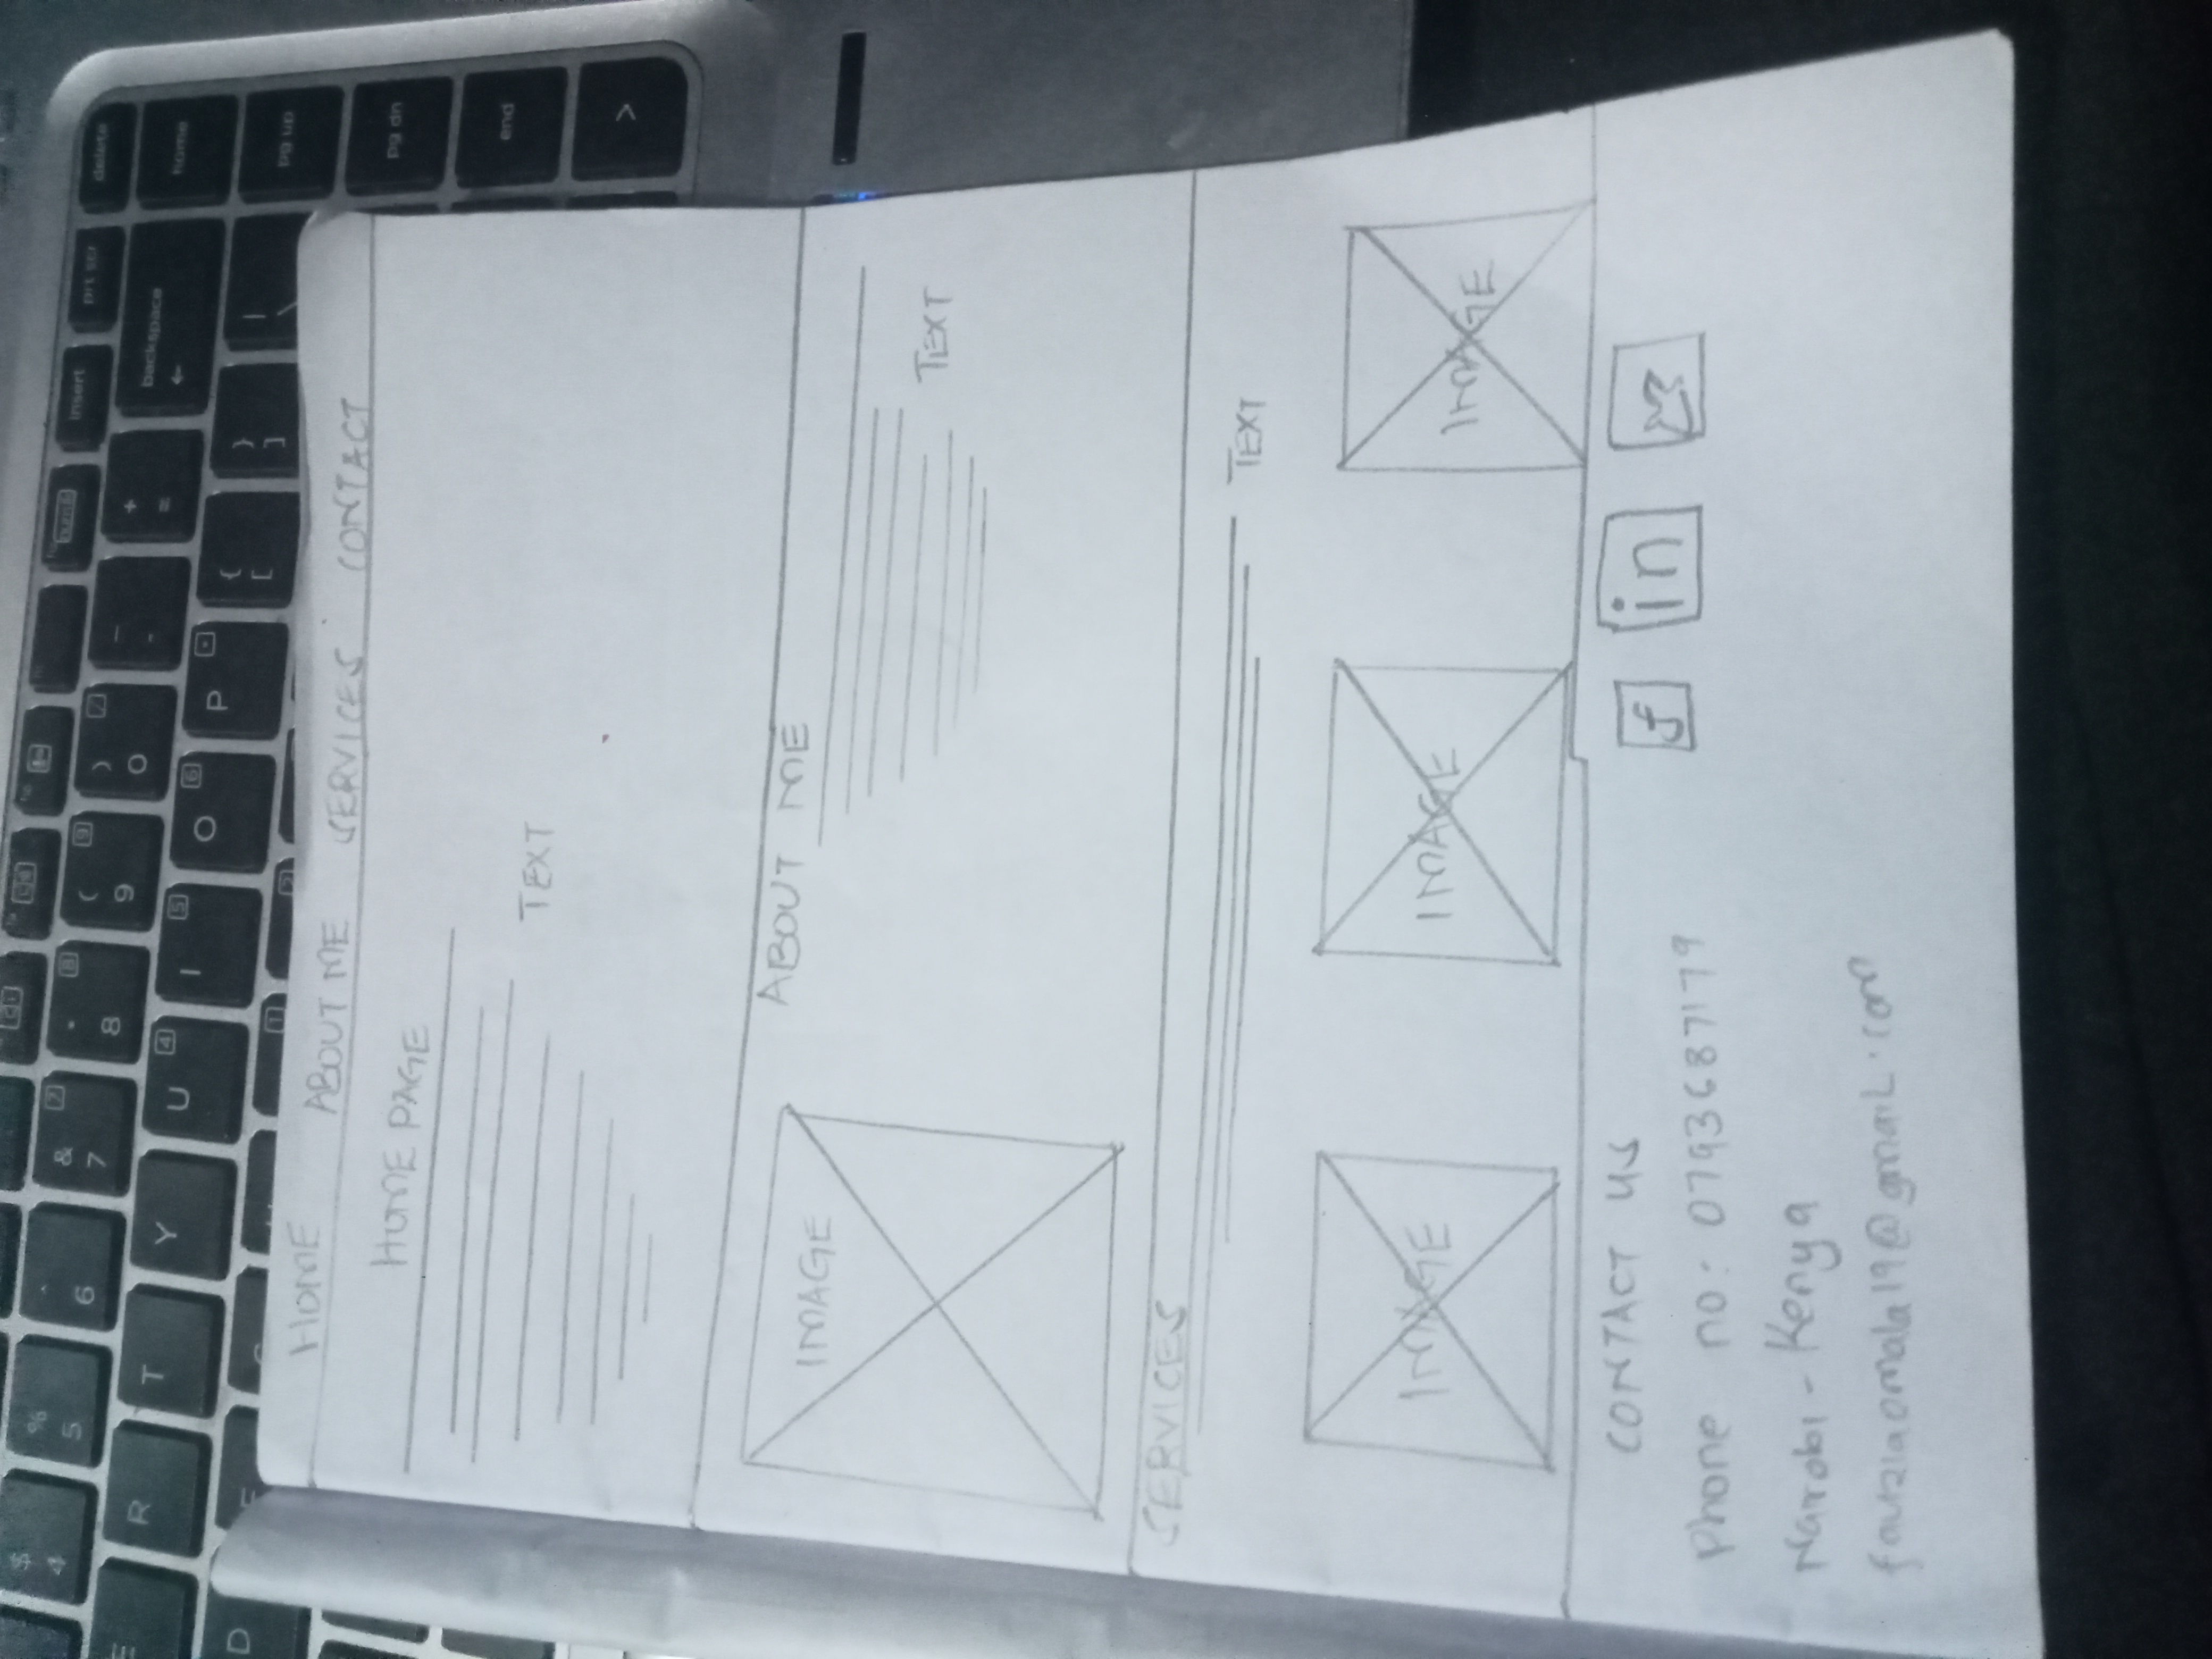 HOME ABOUT ME SERVICES CONTACT
HOME PAGE
TEXT
ABOUT ME
IMAGE
TEXT
SERVICES
TEXT
IMAGE IMAGE IMAGE
CONTACT US
f in
Phone no: 0793687179
Nairobi - Kenya
fauziaomala19@gmail.com
delete
home
pg up
pg dn
end
prt scr
insert
backspace
+ =
} ]
{ [
P
) 0
O
( 9
I
* 8
U
& 7
Y
^ 6
T
% 5
R
$ 4
E
D